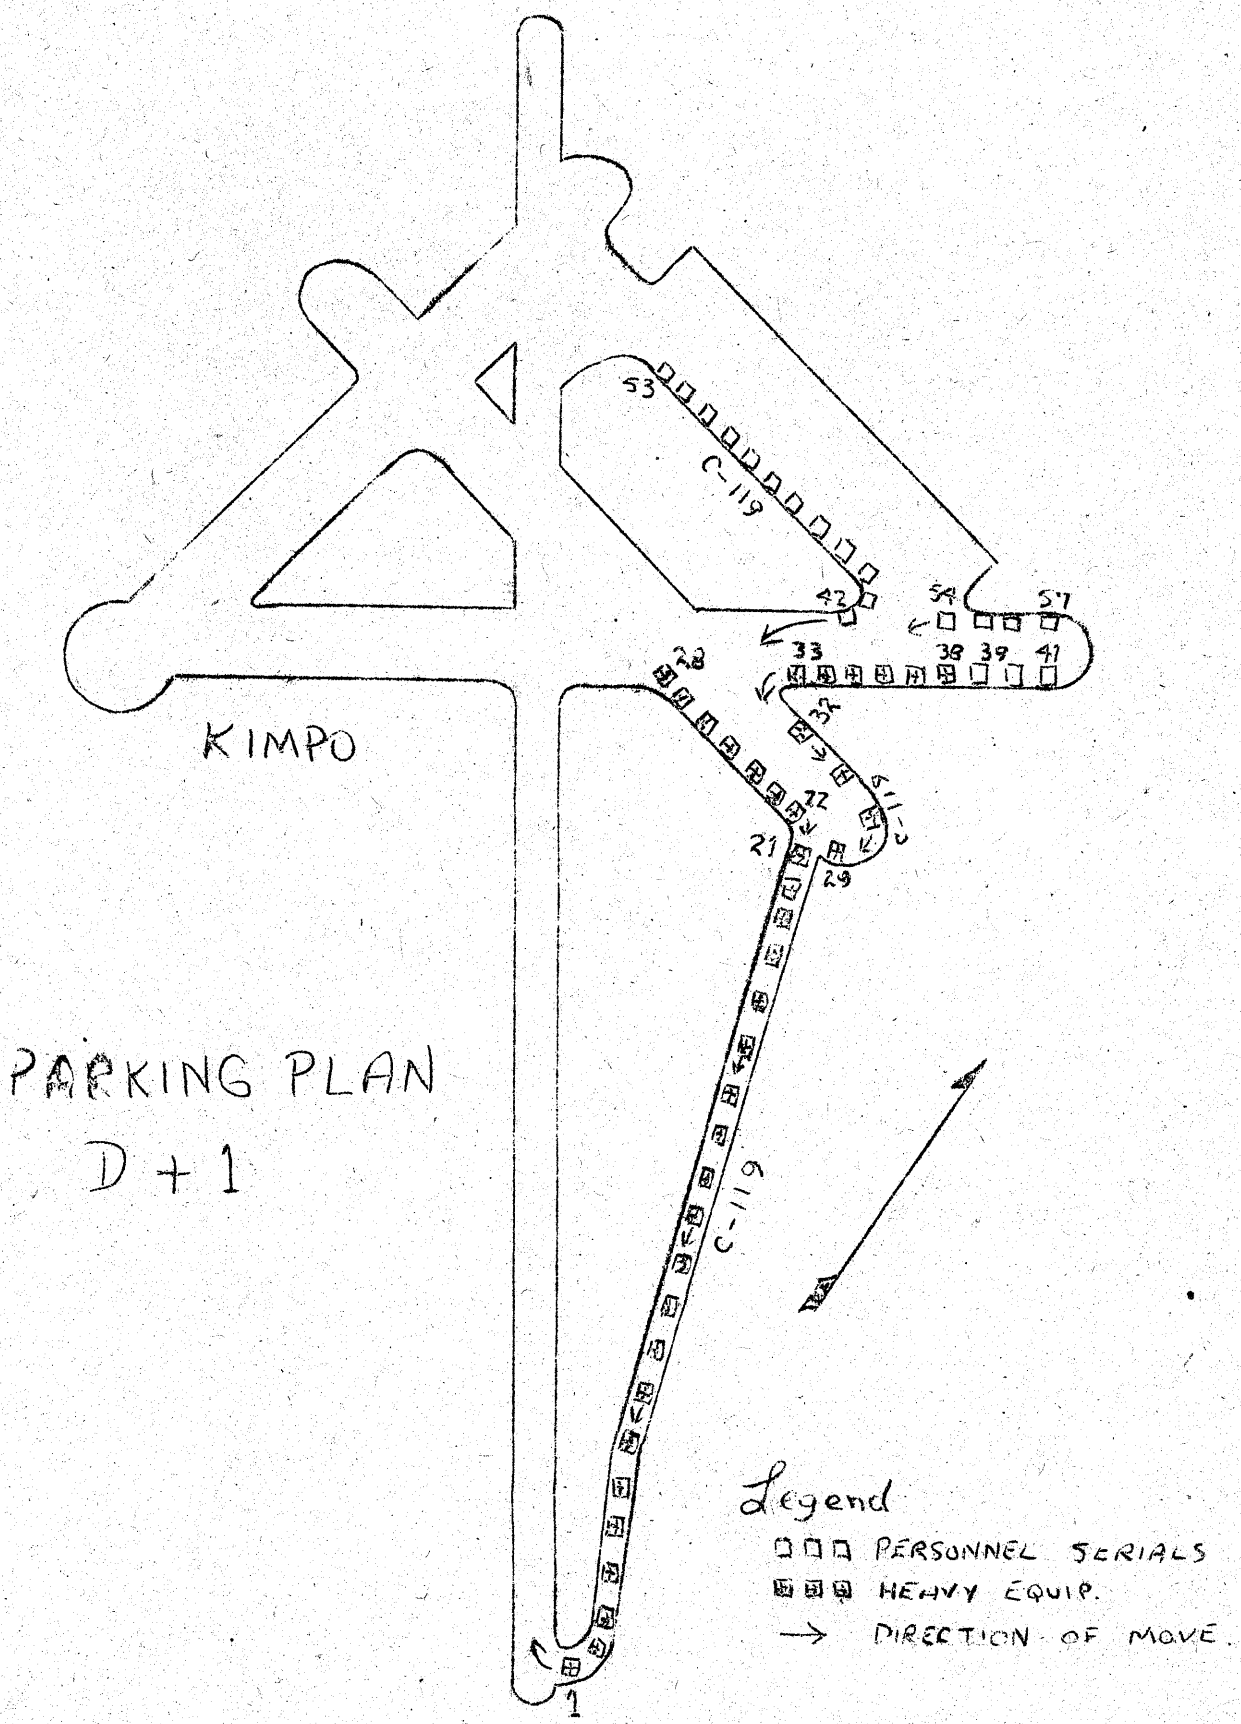 53
C-119
42
54
57
28
33
38
39
41
32
KIMPO
22
C-119
21
29
PARKING PLAN
D + 1
C-119
Legend
PERSONNEL SERIALS
HEAVY EQUIP.
DIRECTION OF MOVE.
1